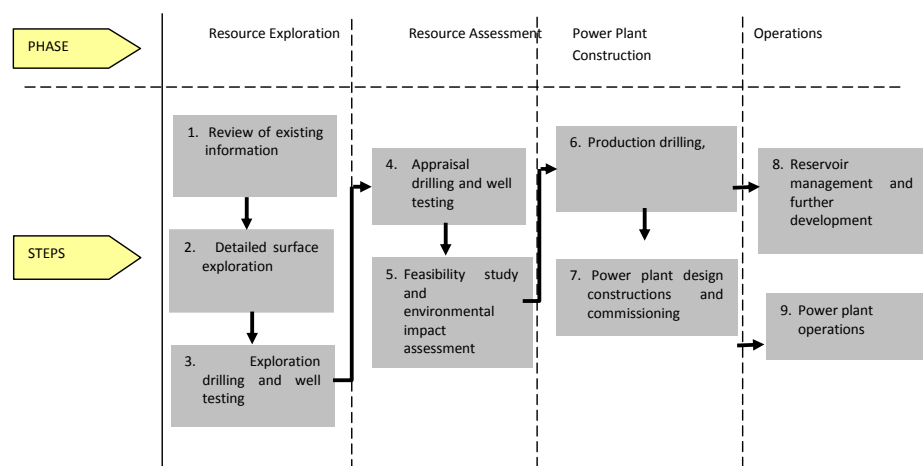 PHASE
Resource Exploration
Resource Assessment
Power Plant
Construction
Operations
STEPS
1. Review of existing
information
2. Detailed surface
exploration
3. Exploration
drilling and well
testing
4. Appraisal
drilling and well
testing
5. Feasibility study
and
environmental
impact
assessment
6. Production drilling,
7. Power plant design
constructions and
commissioning
8. Reservoir
management and
further
development
9. Power plant
operations